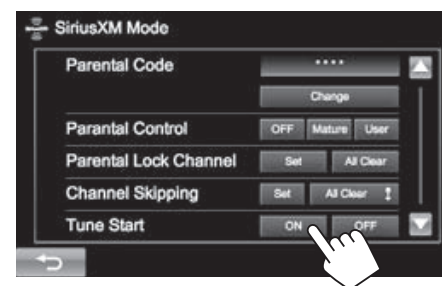 SiriusXM Mode
Parental Code ****
Change
Parantal Control OFF Mature User
Parental Lock Channel Set All Clear
Channel Skipping Set All Clear
Tune Start ON OFF